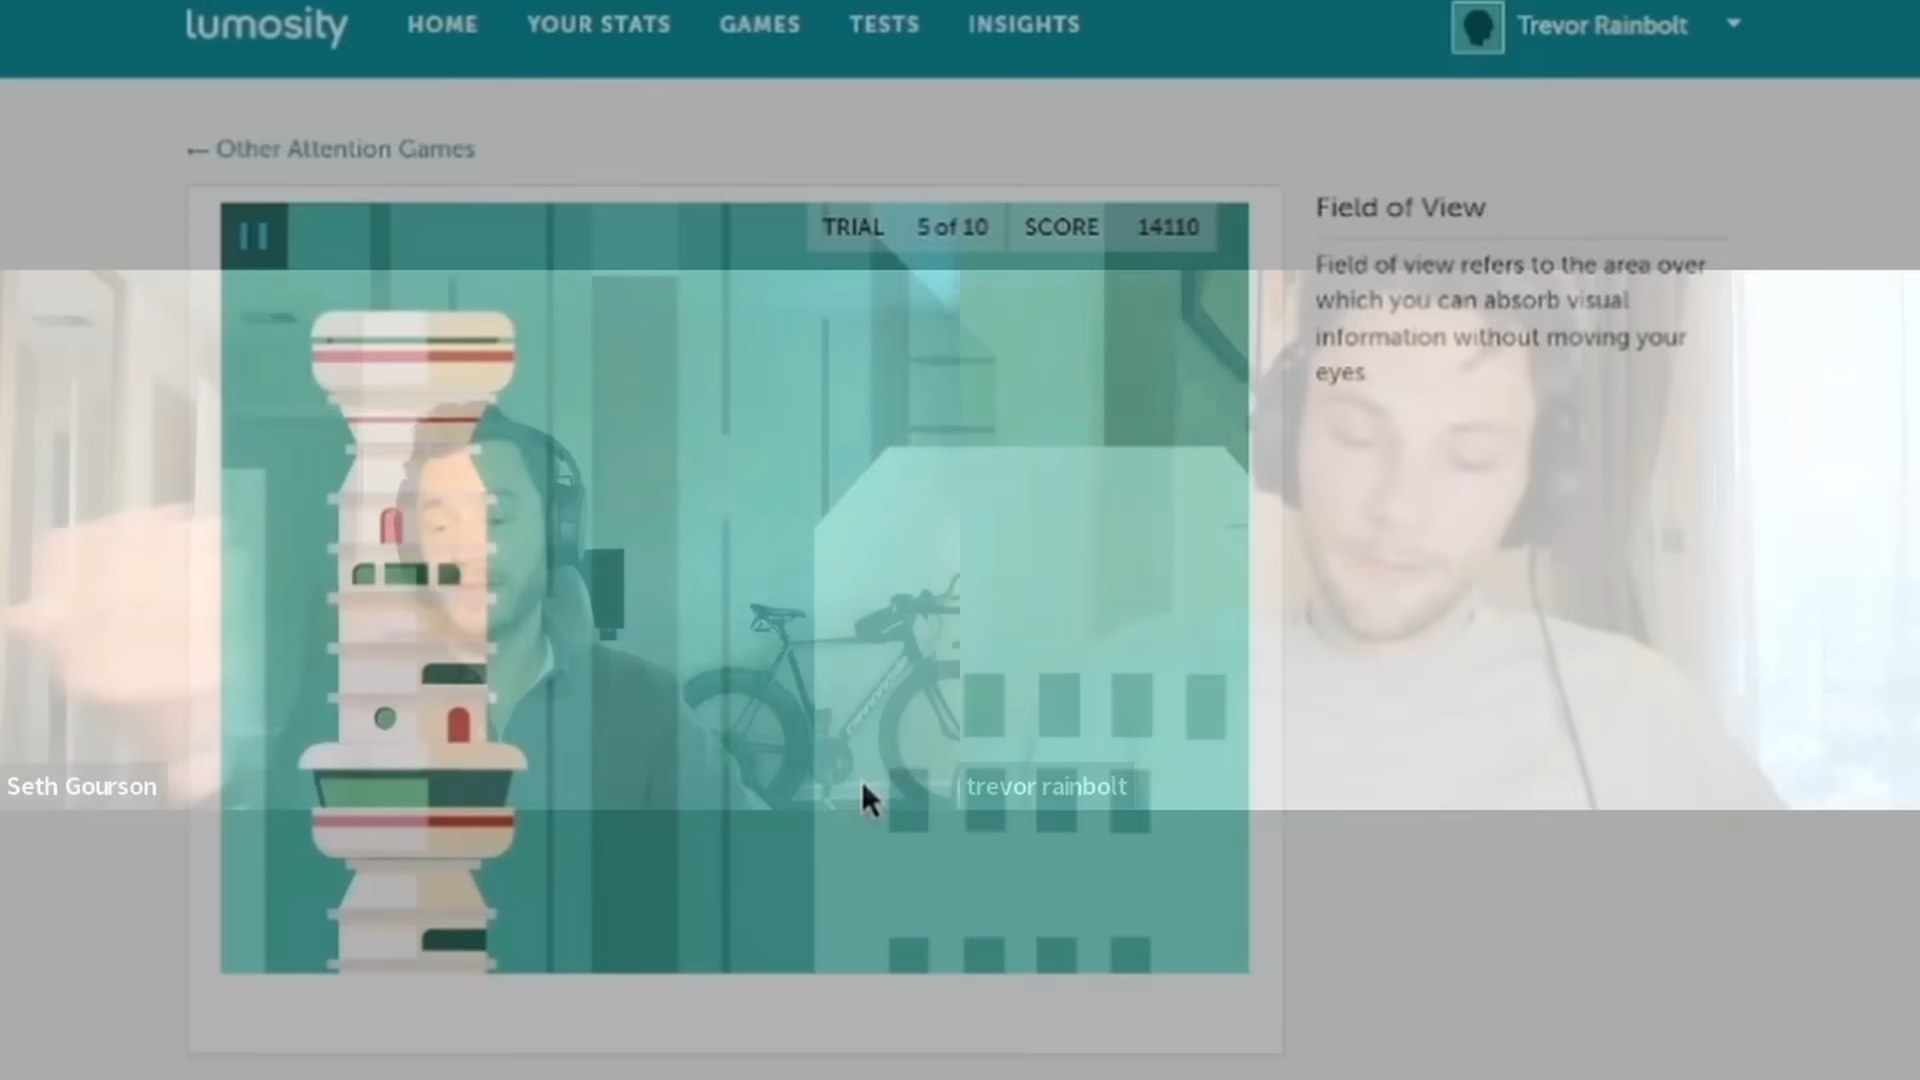 lumosity
HOME YOUR STATS GAMES TESTS INSIGHTS
Trevor Rainbolt
← Other Attention Games
TRIAL 5 of 10 SCORE 14110
Field of View
Field of view refers to the area over
which you can absorb visual
information without moving your
eyes
cannondale
Seth Gourson
trevor rainbolt